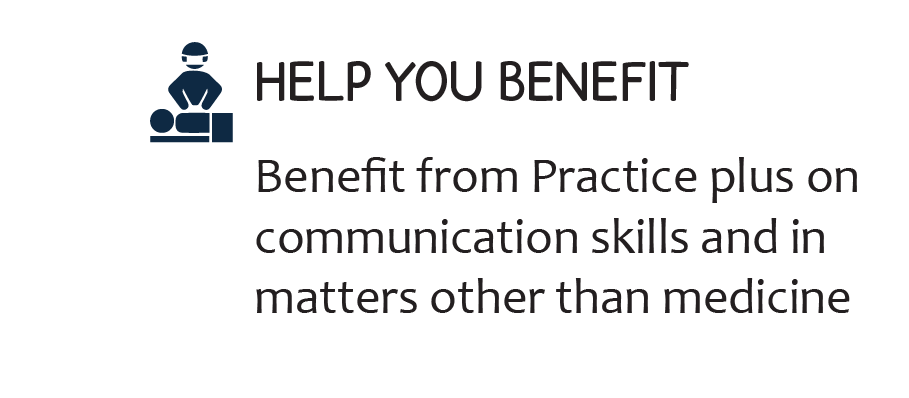 HELP YOU BENEFIT
Benefit from Practice plus on
communication skills and in
matters other than medicine